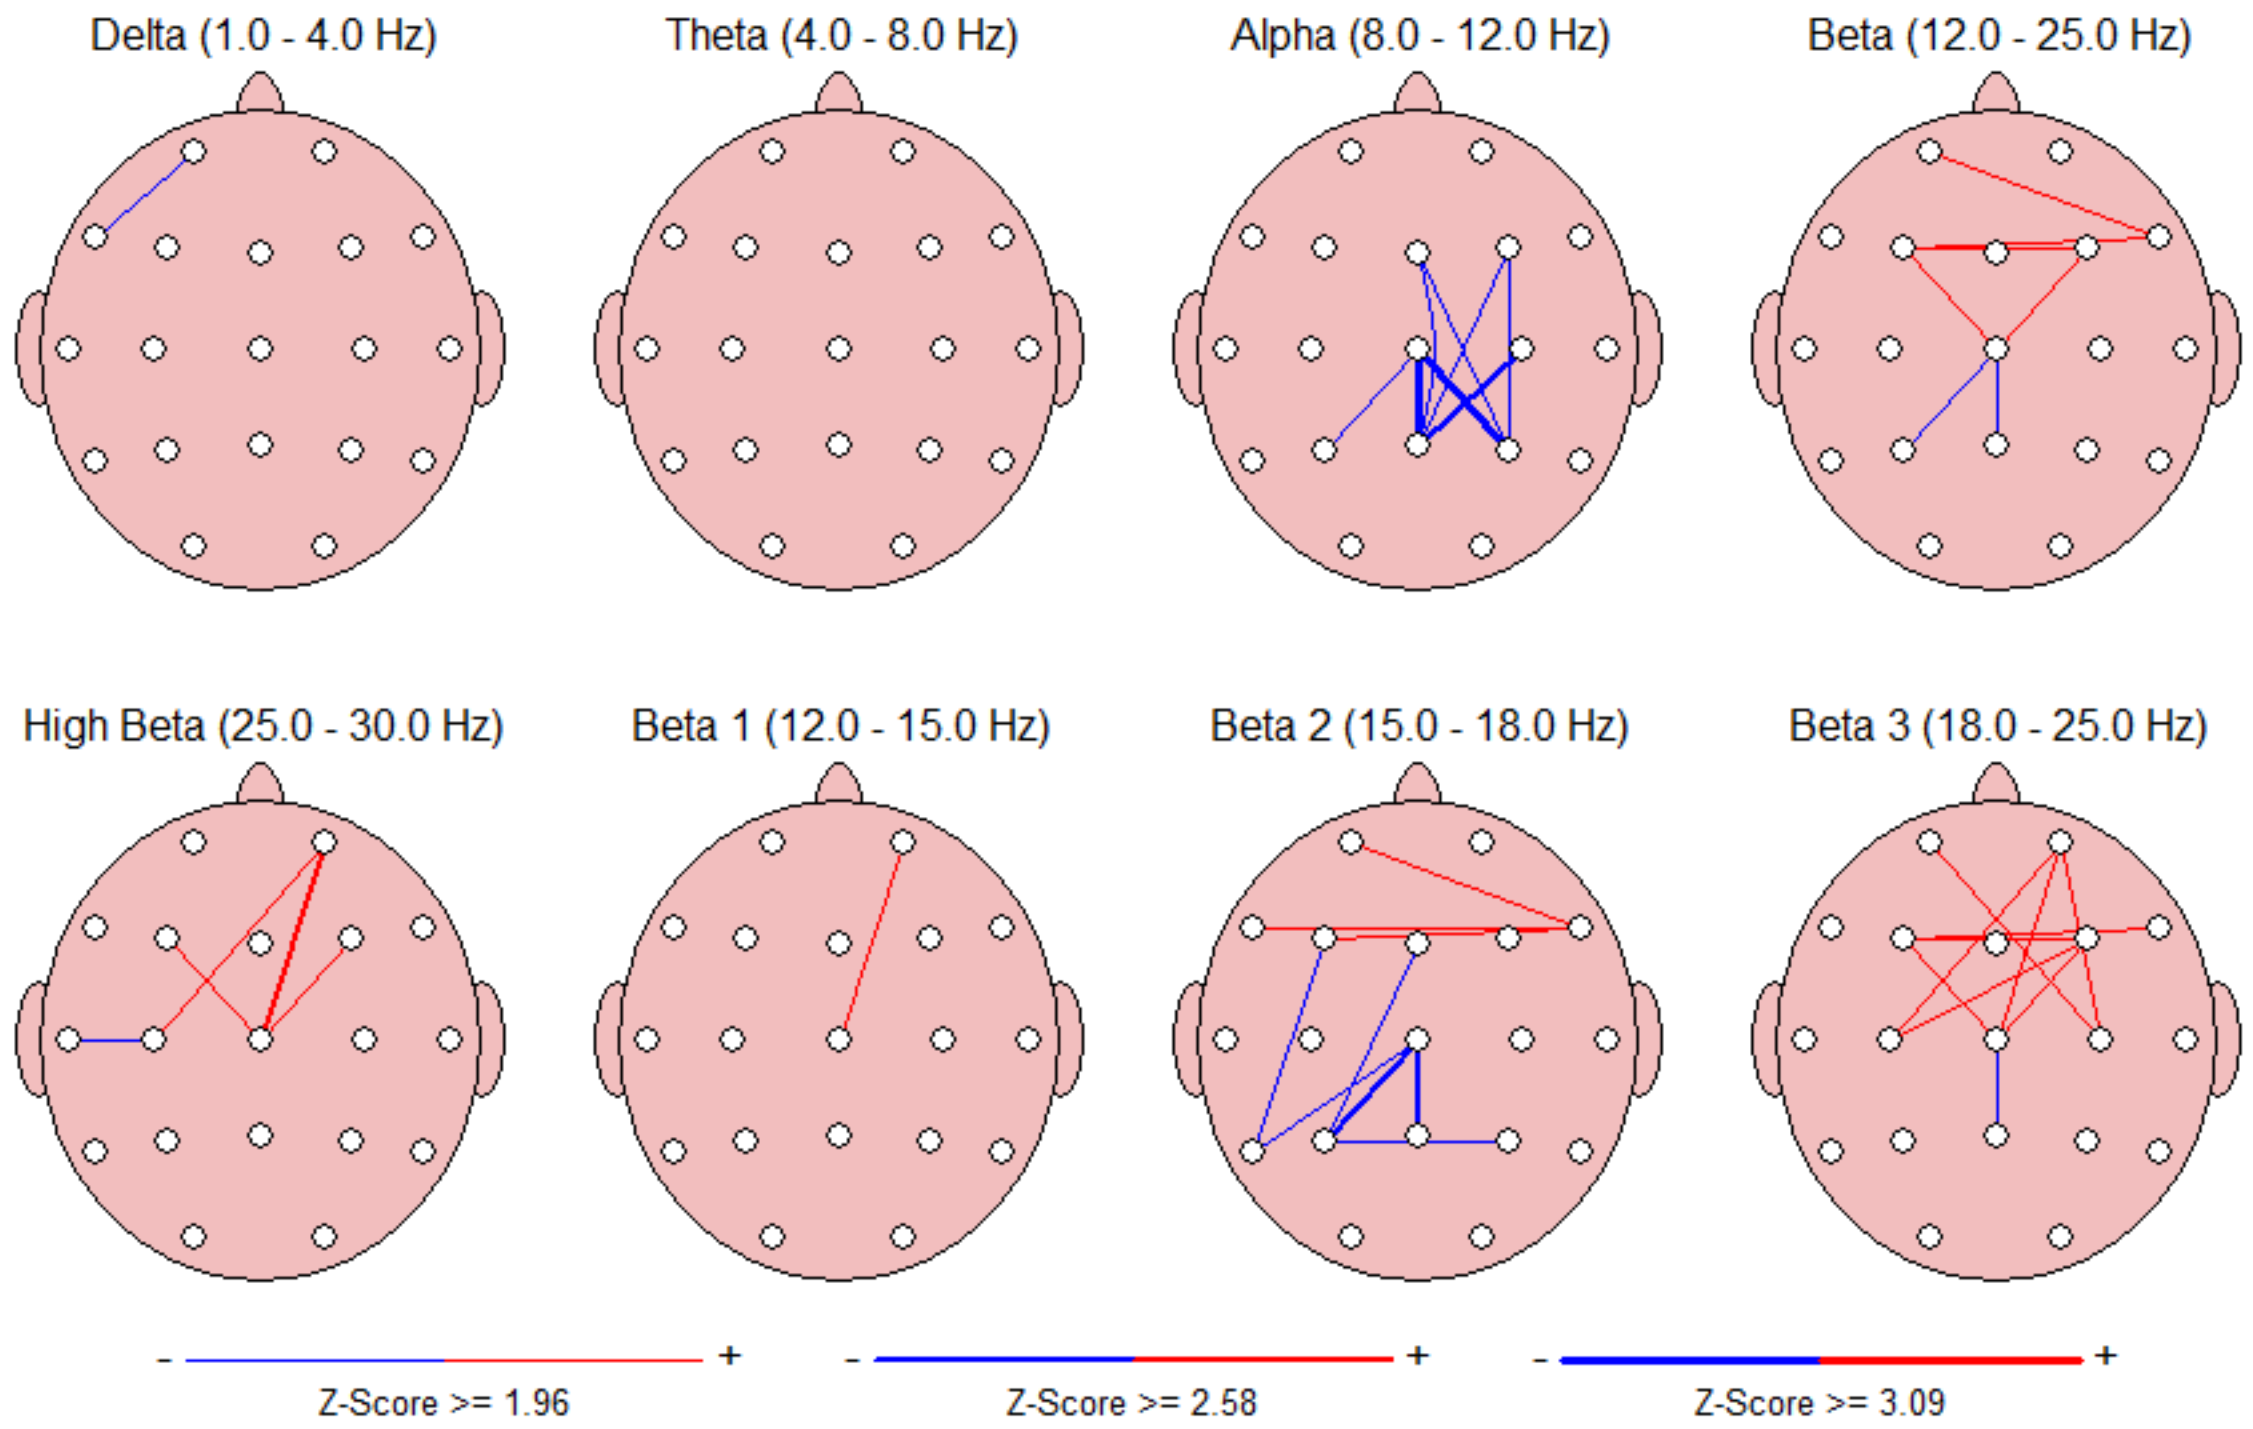 Delta (1.0 - 4.0 Hz)
Theta (4.0 - 8.0 Hz)
Alpha (8.0 - 12.0 Hz)
Beta (12.0 - 25.0 Hz)
High Beta (25.0 - 30.0 Hz)
Beta 1 (12.0 - 15.0 Hz)
Beta 2 (15.0 - 18.0 Hz)
Beta 3 (18.0 - 25.0 Hz)
- +
Z-Score >= 1.96
- +
Z-Score >= 2.58
- +
Z-Score >= 3.09